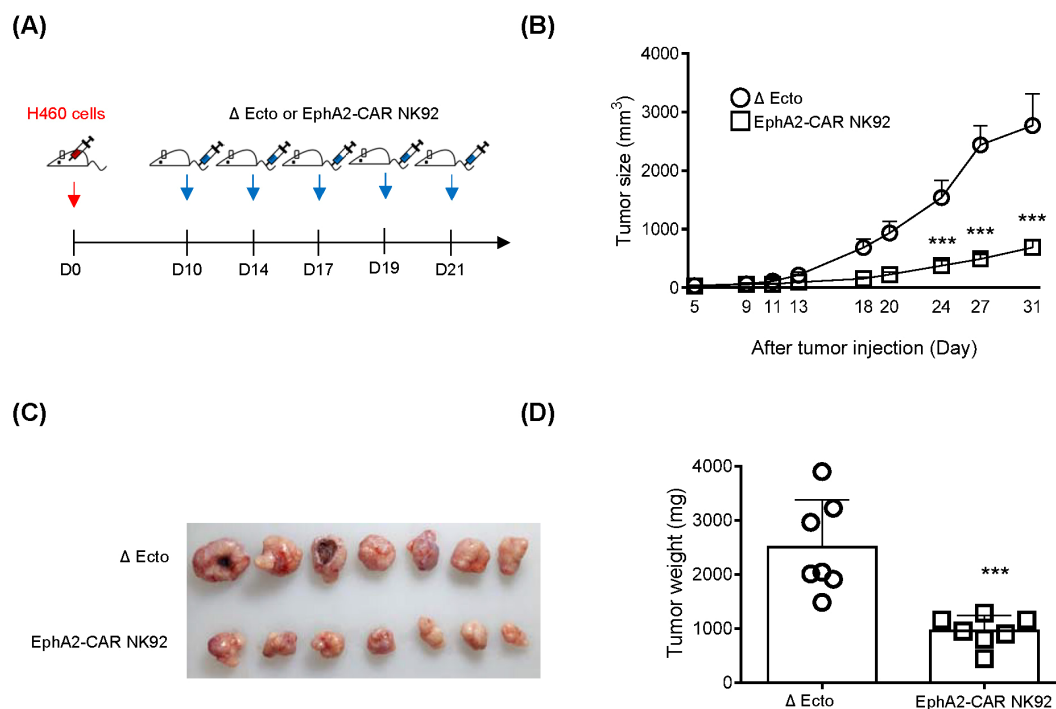 (A)
H460 cells
Δ Ecto or EphA2-CAR NK92
D0
D10
D14
D17
D19
D21
(B)
Tumor size (mm³)
4000
3000
2000
1000
0
Δ Ecto
EphA2-CAR NK92
***
***
***
5
9
11
13
18
20
24
27
31
After tumor injection (Day)
(C)
Δ Ecto
EphA2-CAR NK92
(D)
Tumor weight (mg)
4000
3000
2000
1000
0
***
Δ Ecto
EphA2-CAR NK92